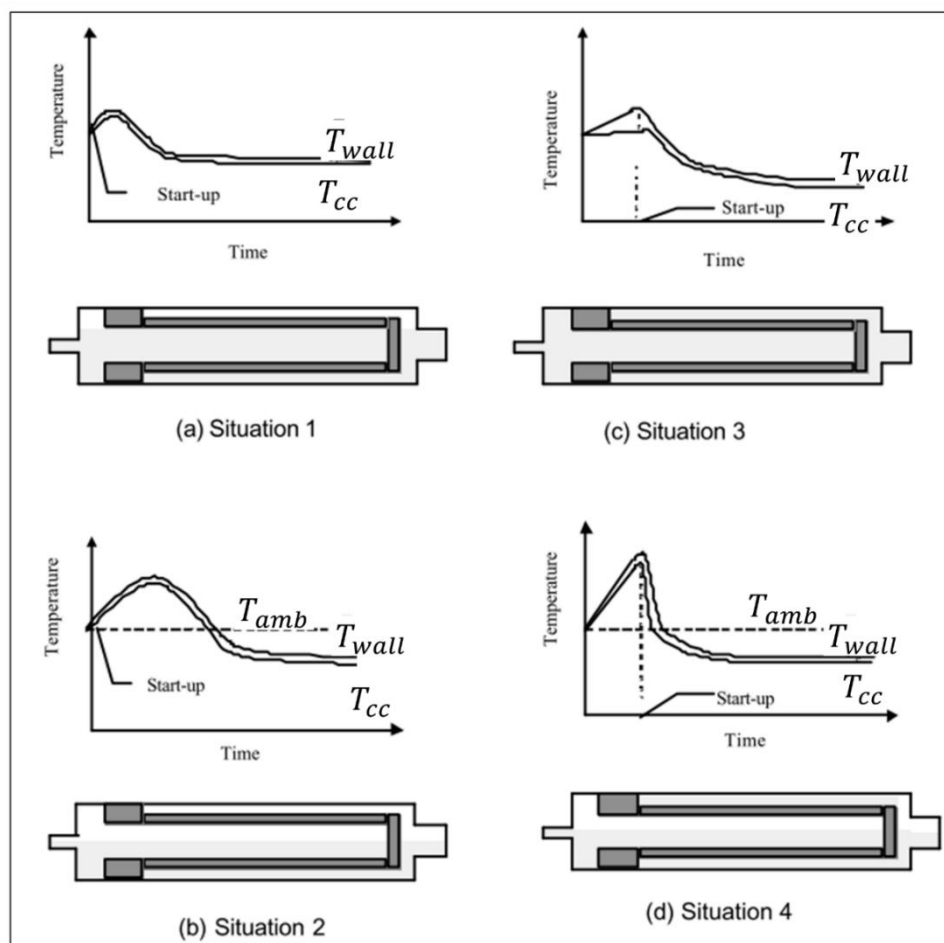 Temperature
T_wall
T_cc
Start-up
Time
(a) Situation 1
Temperature
T_wall
Start-up
T_cc
Time
(c) Situation 3
Temperature
T_amb
T_wall
Start-up
T_cc
Time
(b) Situation 2
Temperature
T_amb
T_wall
T_cc
Start-up
Time
(d) Situation 4